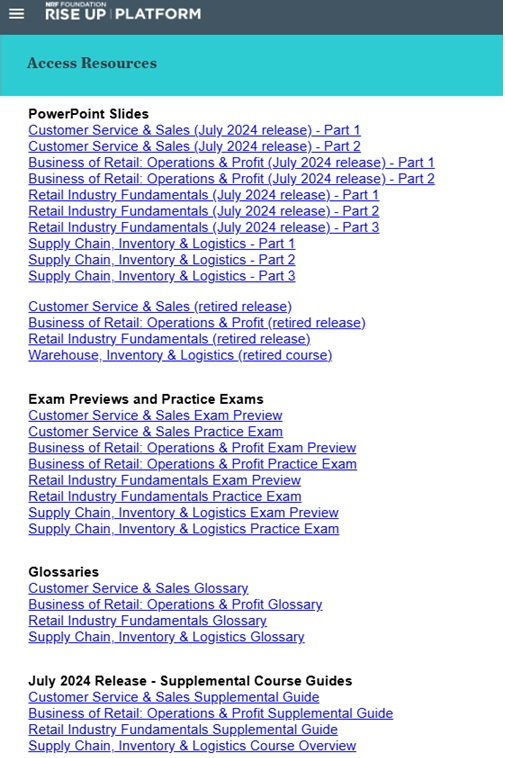 NRF FOUNDATION
RISE UP | PLATFORM
Access Resources
PowerPoint Slides
Customer Service & Sales (July 2024 release) - Part 1
Customer Service & Sales (July 2024 release) - Part 2
Business of Retail: Operations & Profit (July 2024 release) - Part 1
Business of Retail: Operations & Profit (July 2024 release) - Part 2
Retail Industry Fundamentals (July 2024 release) - Part 1
Retail Industry Fundamentals (July 2024 release) - Part 2
Retail Industry Fundamentals (July 2024 release) - Part 3
Supply Chain, Inventory & Logistics - Part 1
Supply Chain, Inventory & Logistics - Part 2
Supply Chain, Inventory & Logistics - Part 3
Customer Service & Sales (retired release)
Business of Retail: Operations & Profit (retired release)
Retail Industry Fundamentals (retired release)
Warehouse, Inventory & Logistics (retired course)
Exam Previews and Practice Exams
Customer Service & Sales Exam Preview
Customer Service & Sales Practice Exam
Business of Retail: Operations & Profit Exam Preview
Business of Retail: Operations & Profit Practice Exam
Retail Industry Fundamentals Exam Preview
Retail Industry Fundamentals Practice Exam
Supply Chain, Inventory & Logistics Exam Preview
Supply Chain, Inventory & Logistics Practice Exam
Glossaries
Customer Service & Sales Glossary
Business of Retail: Operations & Profit Glossary
Retail Industry Fundamentals Glossary
Supply Chain, Inventory & Logistics Glossary
July 2024 Release - Supplemental Course Guides
Customer Service & Sales Supplemental Guide
Business of Retail: Operations & Profit Supplemental Guide
Retail Industry Fundamentals Supplemental Guide
Supply Chain, Inventory & Logistics Course Overview